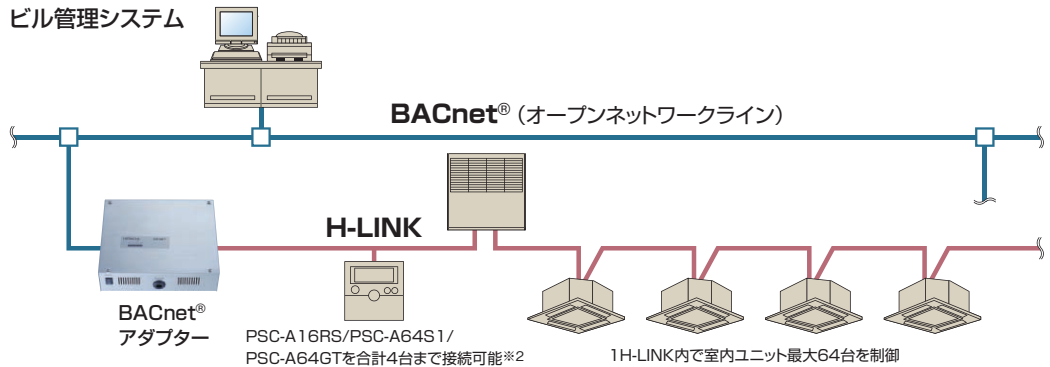 ビル管理システム
BACnet®（オープンネットワークライン）
H-LINK
BACnet®
アダプター
PSC-A16RS/PSC-A64S1/
PSC-A64GTを合計4台まで接続可能※2
1H-LINK内で室内ユニット最大64台を制御